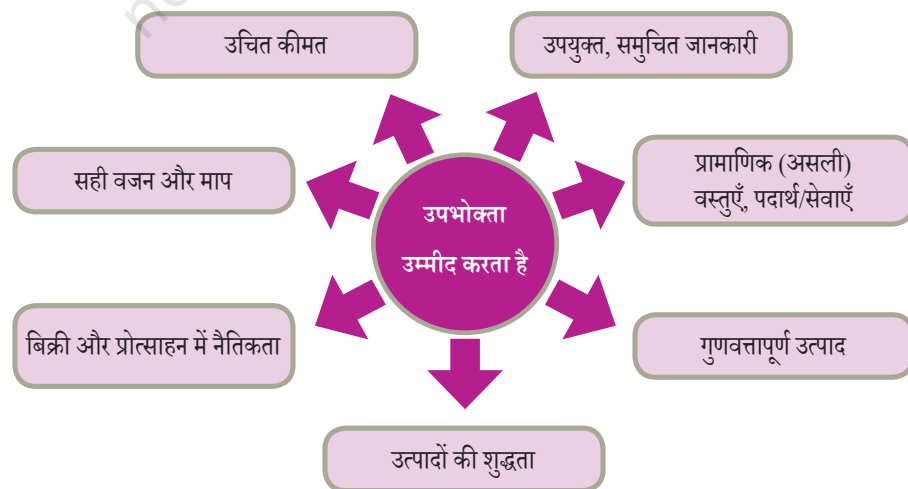 उचित कीमत
उपयुक्त, समुचित जानकारी
सही वजन और माप
प्रामाणिक (असली)
वस्तुएँ, पदार्थ/सेवाएँ
उपभोक्ता
उम्मीद करता है
बिक्री और प्रोत्साहन में नैतिकता
गुणवत्तापूर्ण उत्पाद
उत्पादों की शुद्धता